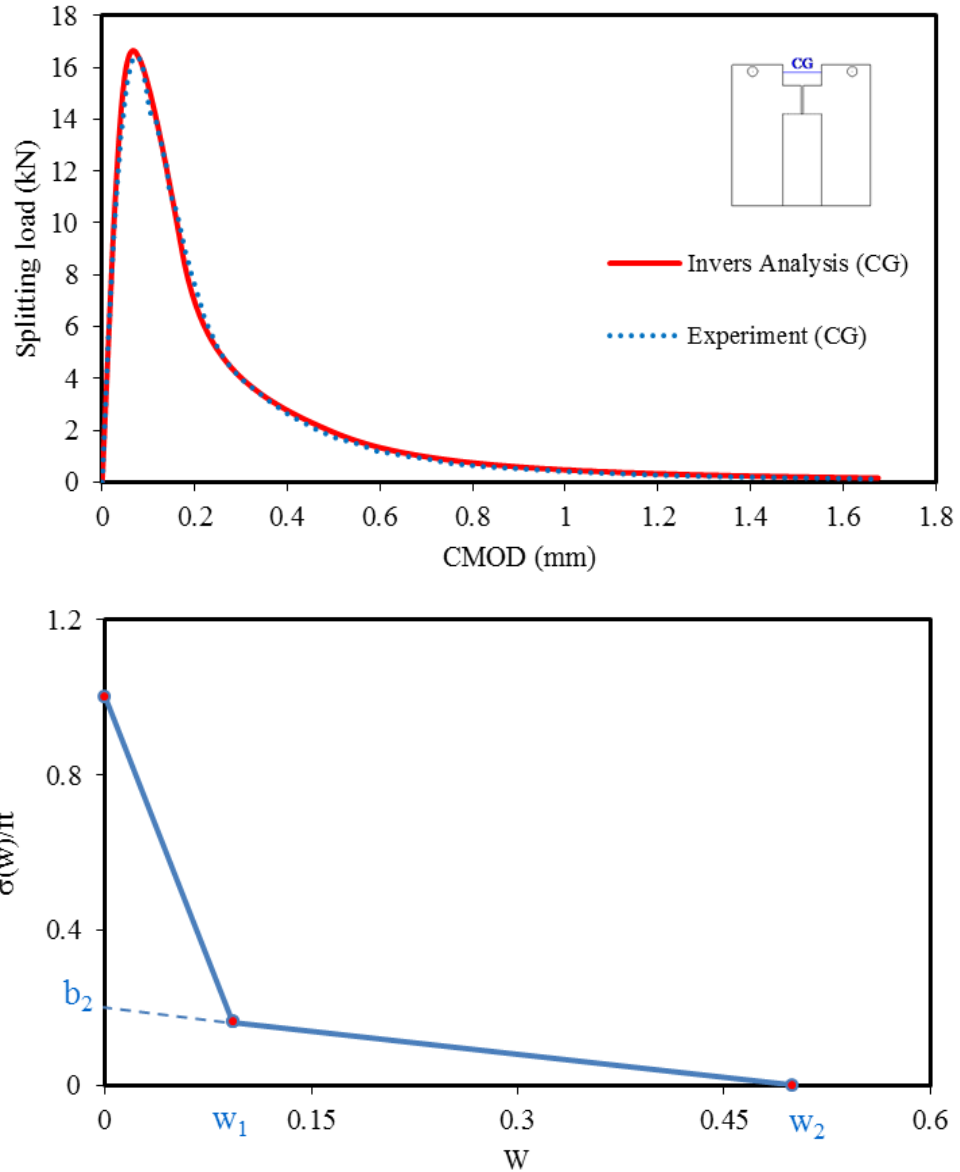 18
16
14
12
10
8
6
4
2
0
Splitting load (kN)
CG
Invers Analysis (CG)
Experiment (CG)
0 0.2 0.4 0.6 0.8 1 1.2 1.4 1.6 1.8
CMOD (mm)
1.2
0.8
0.4
b2
0
σ(w)/ft
0 w1 0.15 0.3 0.45 w2 0.6
W